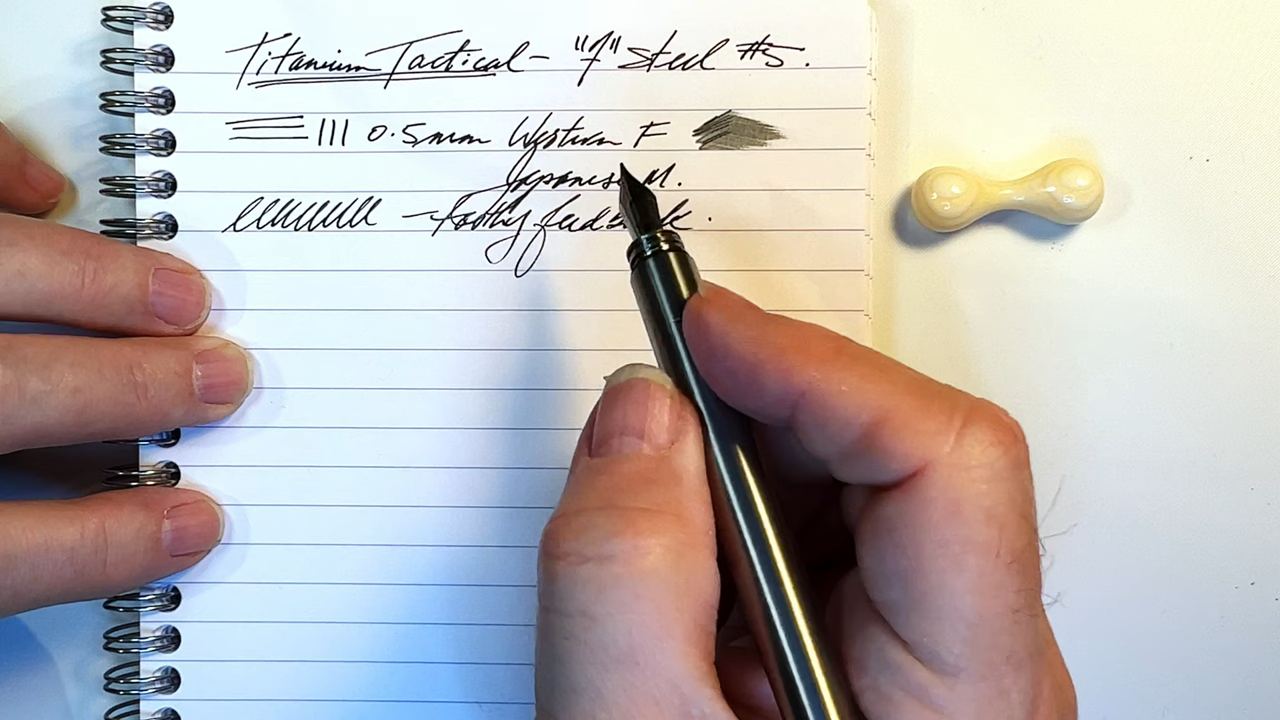 Titanium Tactical - "f" Steel #5.
0.5mm Western F
Japanese M.
- Toothy feedback.